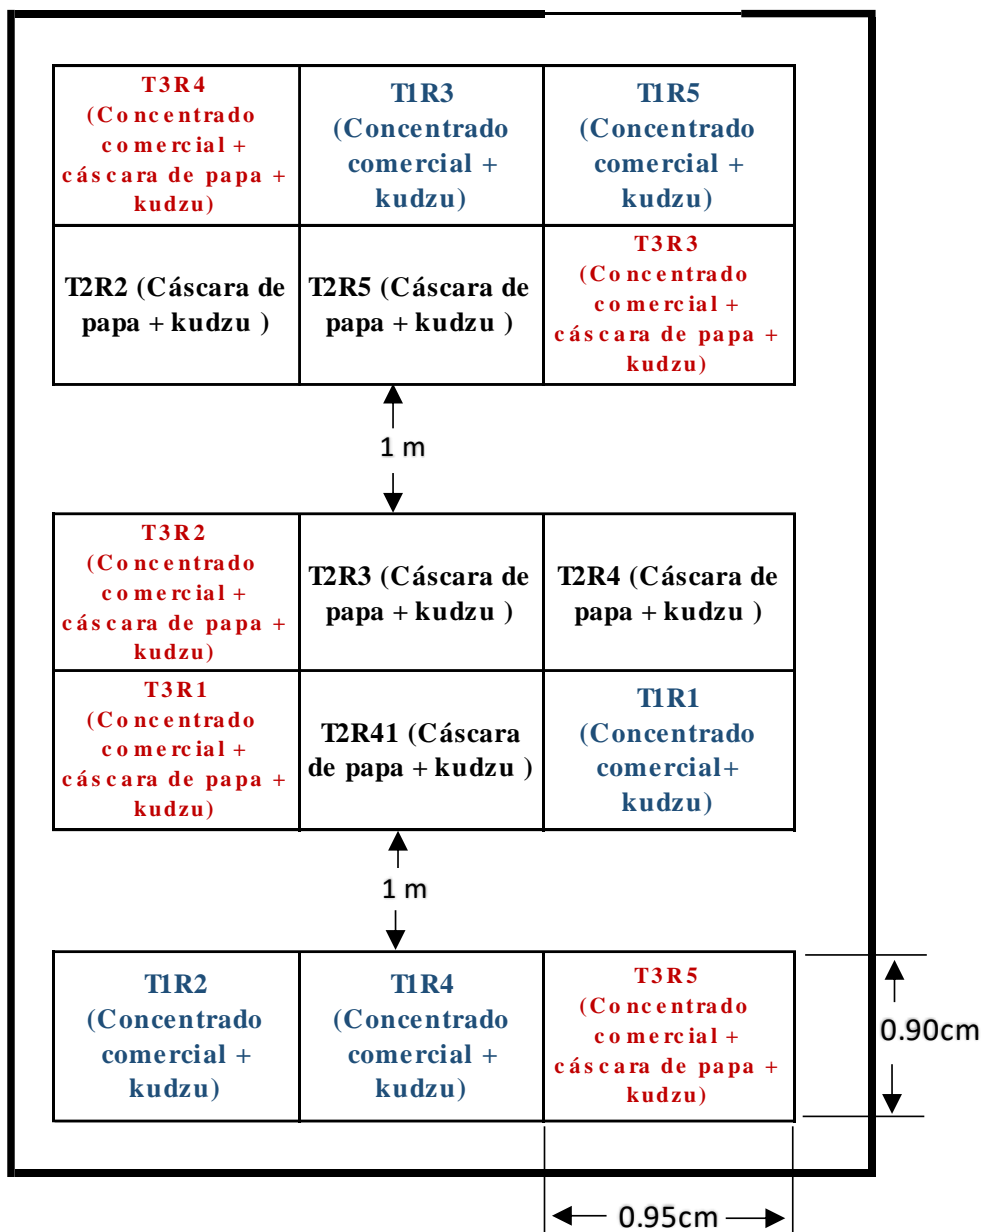 T3R4
(Concentrado
comercial +
cáscara de papa +
kudzu)
T1R3
(Concentrado
comercial +
kudzu)
T1R5
(Concentrado
comercial +
kudzu)
T2R2 (Cáscara de
papa + kudzu )
T2R5 (Cáscara de
papa + kudzu )
T3R3
(Concentrado
comercial +
cáscara de papa +
kudzu)
1 m
T3R2
(Concentrado
comercial +
cáscara de papa +
kudzu)
T2R3 (Cáscara de
papa + kudzu )
T2R4 (Cáscara de
papa + kudzu )
T3R1
(Concentrado
comercial +
cáscara de papa +
kudzu)
T2R41 (Cáscara
de papa + kudzu )
T1R1
(Concentrado
comercial+
kudzu)
1 m
T1R2
(Concentrado
comercial +
kudzu)
T1R4
(Concentrado
comercial +
kudzu)
T3R5
(Concentrado
comercial +
cáscara de papa +
kudzu)
0.90cm
0.95cm